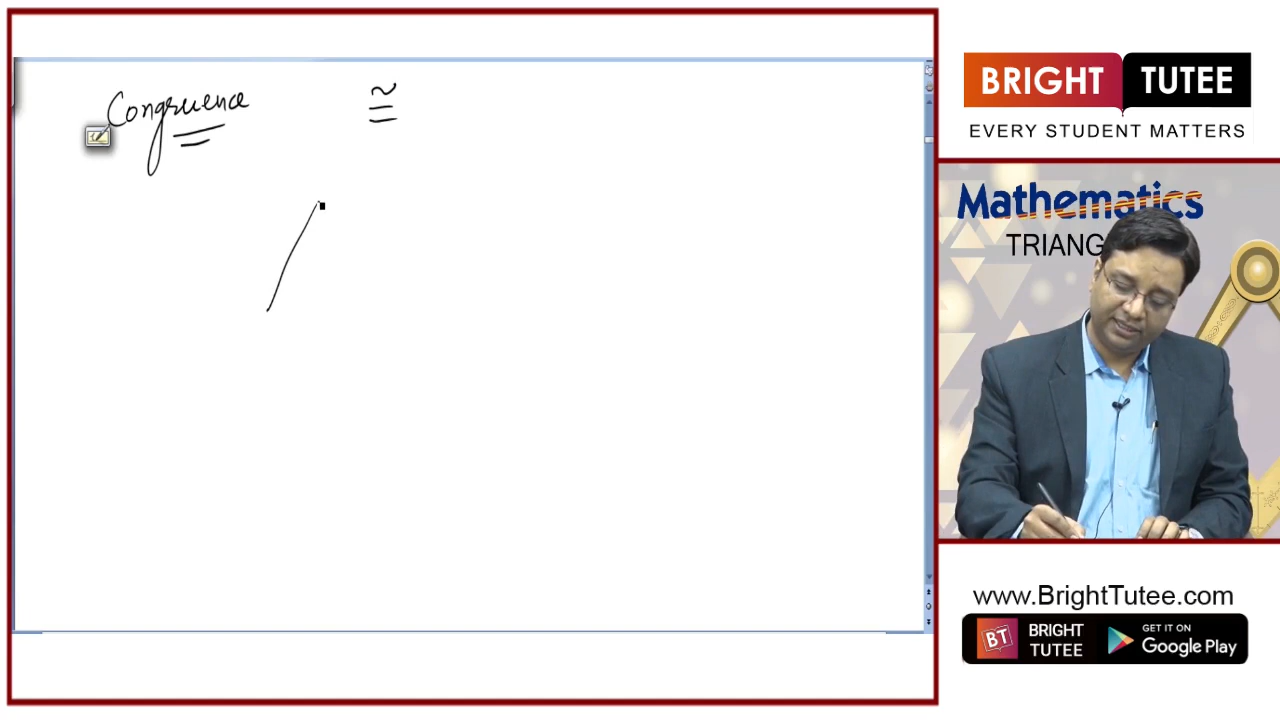 Congruence ≅
BRIGHT TUTEE
EVERY STUDENT MATTERS
Mathematics
TRIANG
www.BrightTutee.com
BT BRIGHT TUTEE
GET IT ON Google Play